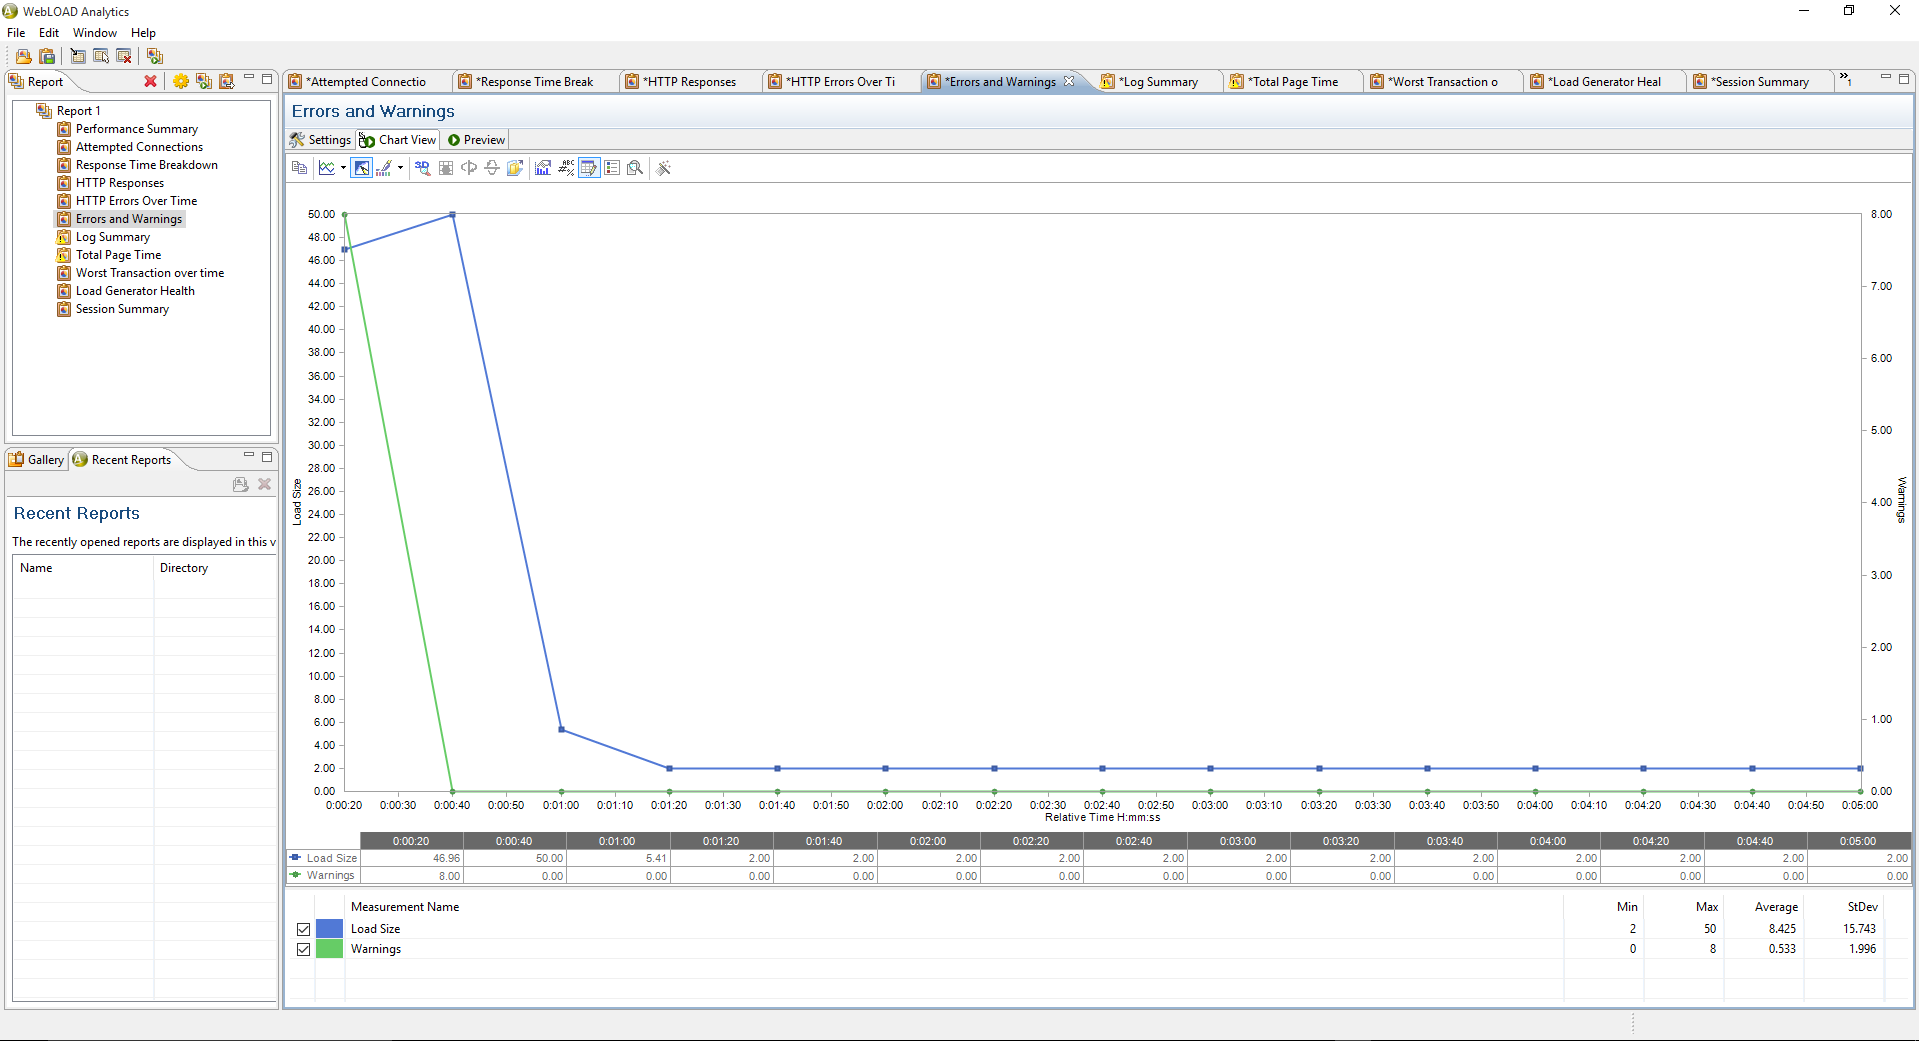 WebLOAD Analytics
File Edit Window Help
Report
Report 1
Performance Summary
Attempted Connections
Response Time Breakdown
HTTP Responses
HTTP Errors Over Time
Errors and Warnings
Log Summary
Total Page Time
Worst Transaction over time
Load Generator Health
Session Summary
Gallery Recent Reports
Recent Reports
The recently opened reports are displayed in this v
Name Directory
*Attempted Connectio *Response Time Break *HTTP Responses *HTTP Errors Over Ti *Errors and Warnings *Log Summary *Total Page Time *Worst Transaction o *Load Generator Heal *Session Summary »1
Errors and Warnings
Settings Chart View Preview
3D ABC #%
50.00
48.00
46.00
44.00
42.00
40.00
38.00
36.00
34.00
32.00
30.00
28.00
26.00
24.00
22.00
20.00
18.00
16.00
14.00
12.00
10.00
8.00
6.00
4.00
2.00
0.00
Load Size
8.00
7.00
6.00
5.00
4.00
3.00
2.00
1.00
0.00
Warnings
0:00:20 0:00:30 0:00:40 0:00:50 0:01:00 0:01:10 0:01:20 0:01:30 0:01:40 0:01:50 0:02:00 0:02:10 0:02:20 0:02:30 0:02:40 0:02:50 0:03:00 0:03:10 0:03:20 0:03:30 0:03:40 0:03:50 0:04:00 0:04:10 0:04:20 0:04:30 0:04:40 0:04:50 0:05:00
Relative Time H:mm:ss
0:00:20 0:00:40 0:01:00 0:01:20 0:01:40 0:02:00 0:02:20 0:02:40 0:03:00 0:03:20 0:03:40 0:04:00 0:04:20 0:04:40 0:05:00
Load Size 46.96 50.00 5.41 2.00 2.00 2.00 2.00 2.00 2.00 2.00 2.00 2.00 2.00 2.00 2.00
Warnings 8.00 0.00 0.00 0.00 0.00 0.00 0.00 0.00 0.00 0.00 0.00 0.00 0.00 0.00 0.00
Measurement Name Min Max Average StDev
Load Size 2 50 8.425 15.743
Warnings 0 8 0.533 1.996